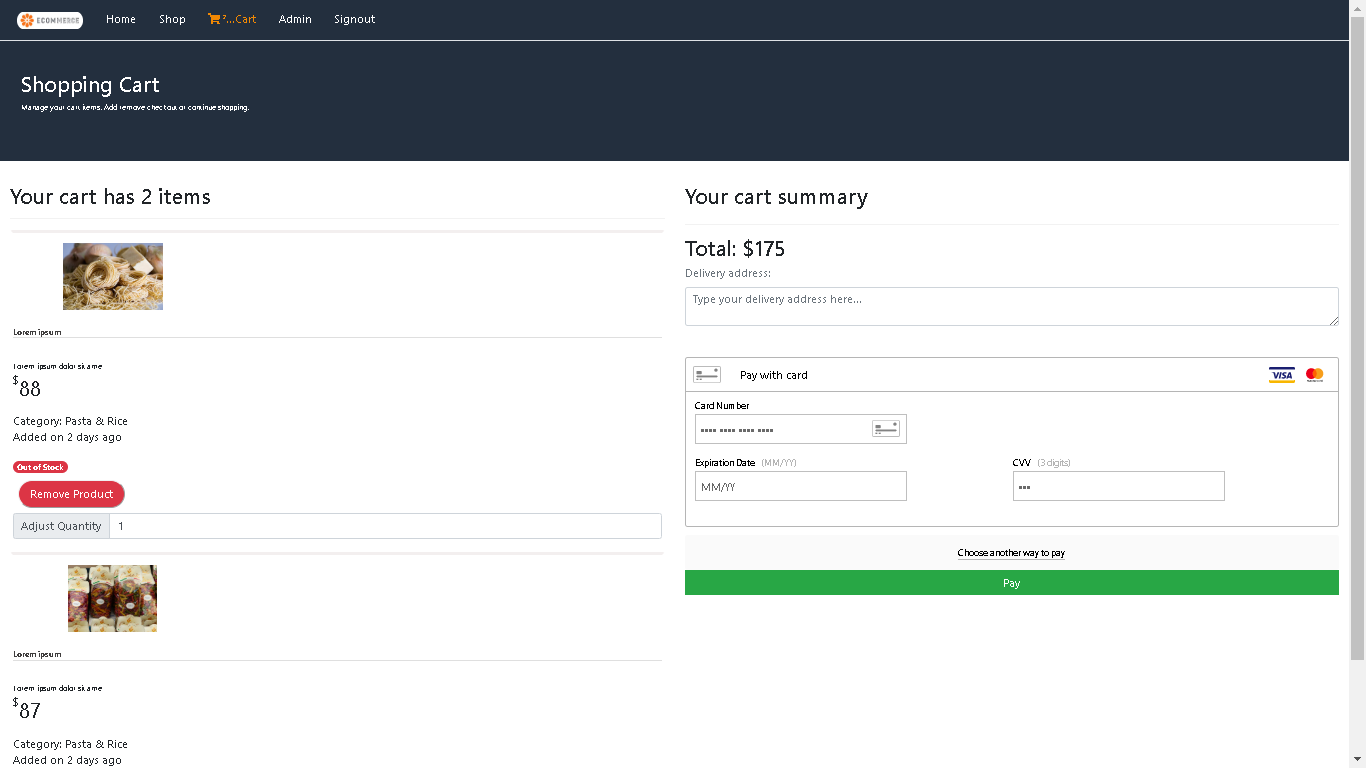 ECOMMERCE
Home
Shop
?...Cart
Admin
Signout
Shopping Cart
Manage your cart items. Add remove checkout or continue shopping.
Your cart has 2 items
Lorem ipsum
Lorem ipsum dolor sit ame
$88
Category: Pasta & Rice
Added on 2 days ago
Out of Stock
Remove Product
Adjust Quantity 1
Lorem ipsum
Lorem ipsum dolor sit ame
$87
Category: Pasta & Rice
Added on 2 days ago
Your cart summary
Total: $175
Delivery address:
Type your delivery address here...
Pay with card
VISA
Card Number
•••• •••• •••• ••••
Expiration Date (MM/YY)
MM/YY
CVV (3 digits)
•••
Choose another way to pay
Pay